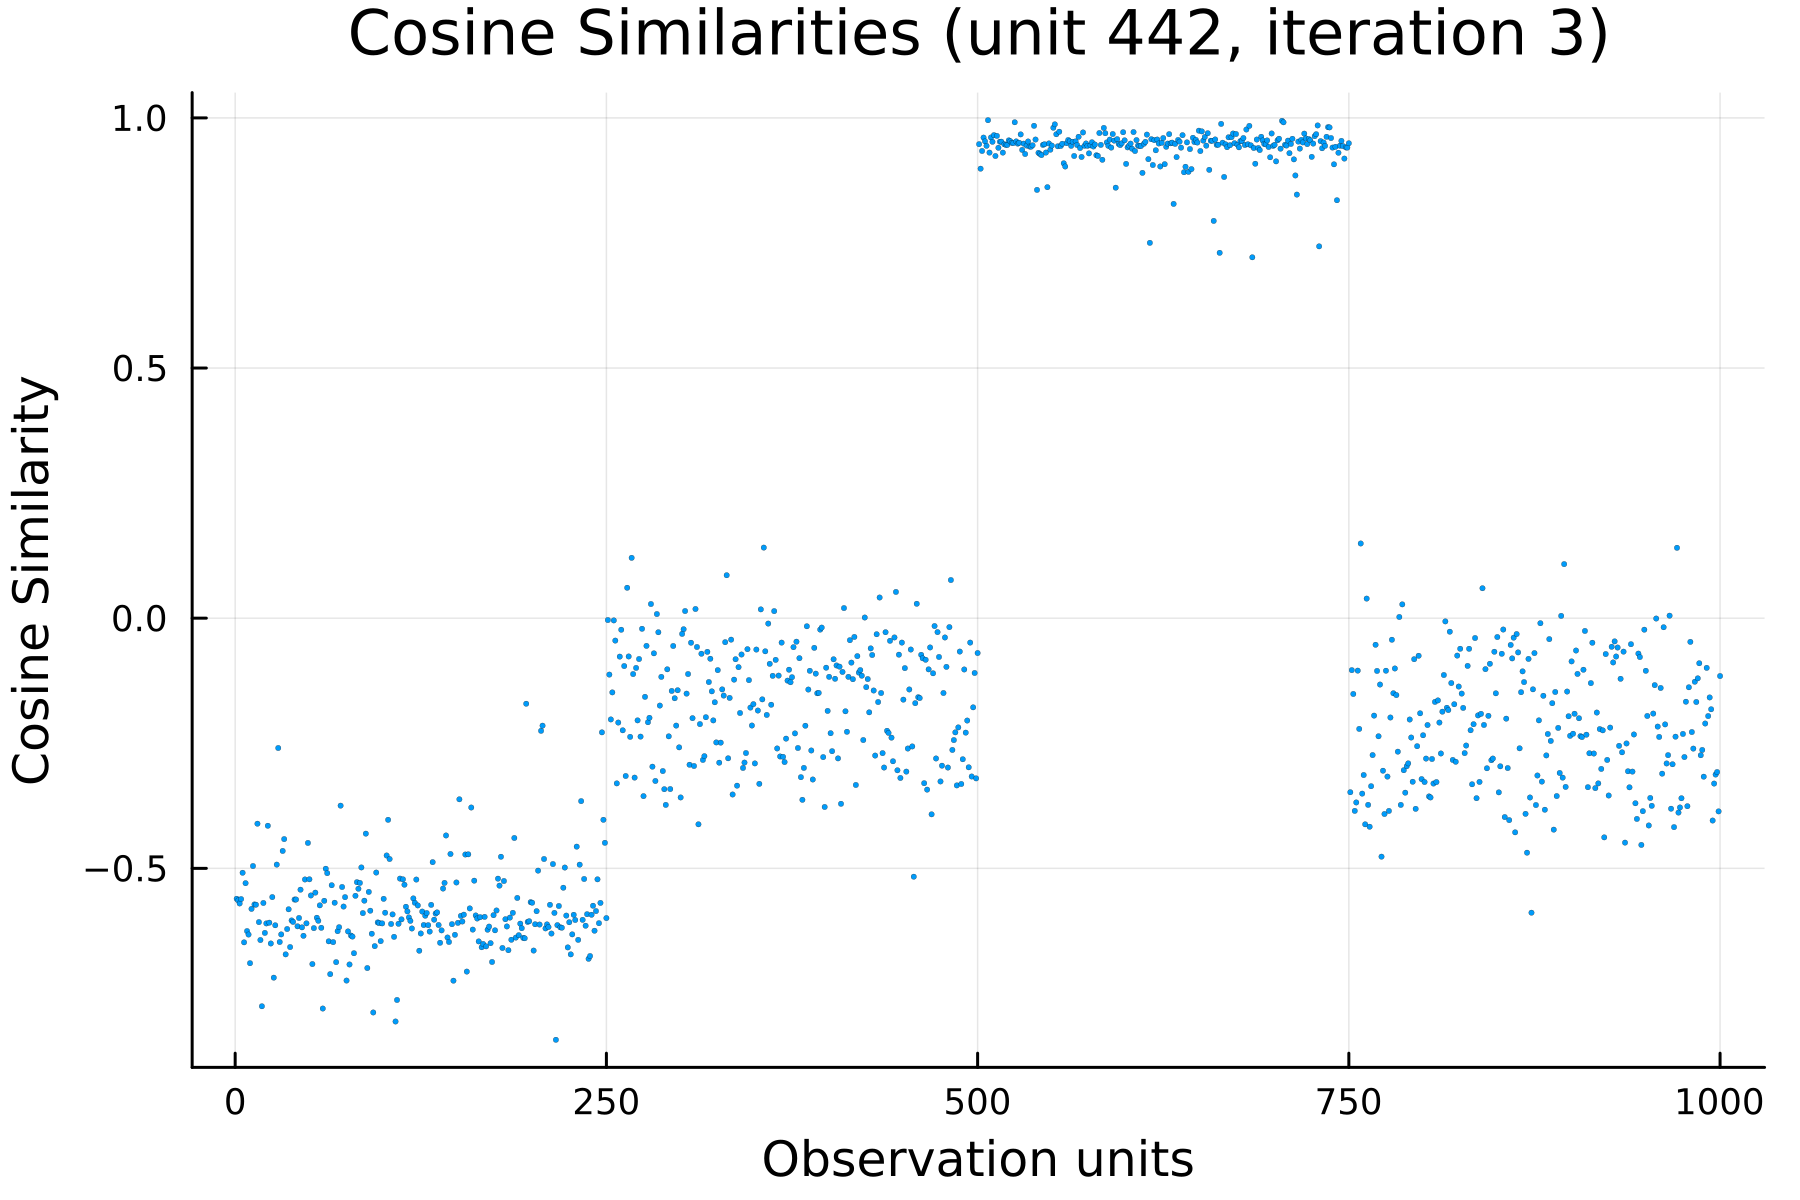 Cosine Similarities (unit 442, iteration 3)
1.0
0.5
0.0
−0.5
Cosine Similarity
0 250 500 750 1000
Observation units